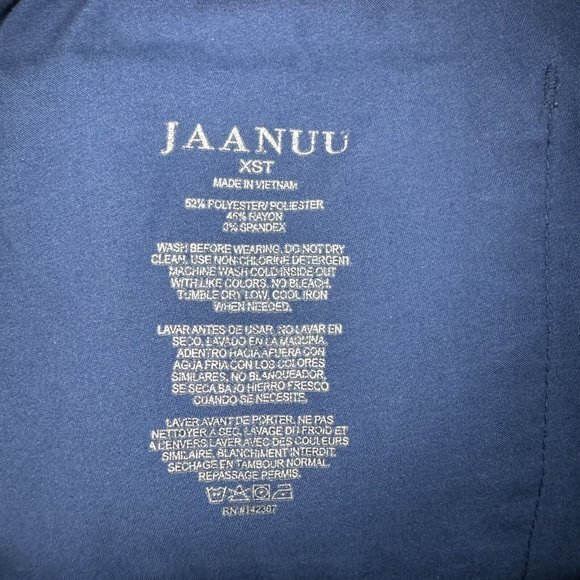 JAANUU
XST
MADE IN VIETNAM
52% POLYESTER/ POLIESTER
45% RAYON
3% SPANDEX
WASH BEFORE WEARING. DO NOT DRY
CLEAN. USE NON-CHLORINE DETERGENT.
MACHINE WASH COLD INSIDE OUT
WITH LIKE COLORS. NO BLEACH.
TUMBLE DRY LOW, COOL IRON
WHEN NEEDED.
LAVAR ANTES DE USAR. NO LAVAR EN
SECO, LAVADO EN LA MAQUINA.
ADENTRO HACIA AFUERA CON
AGUA FRIA CON LOS COLORES
SIMILARES, NO BLANQUEADOR,
SE SECA BAJO HIERRO FRESCO
CUANDO SE NECESITE.
LAVER AVANT DE PORTER. NE PAS
NETTOYER A SEC. LAVAGE DU FROID ET
A L'ENVERS LAVER AVEC DES COULEURS
SIMILAIRE, BLANCHIMENT INTERDIT.
SECHAGE EN TAMBOUR NORMAL.
REPASSAGE PERMIS.
RN#142307